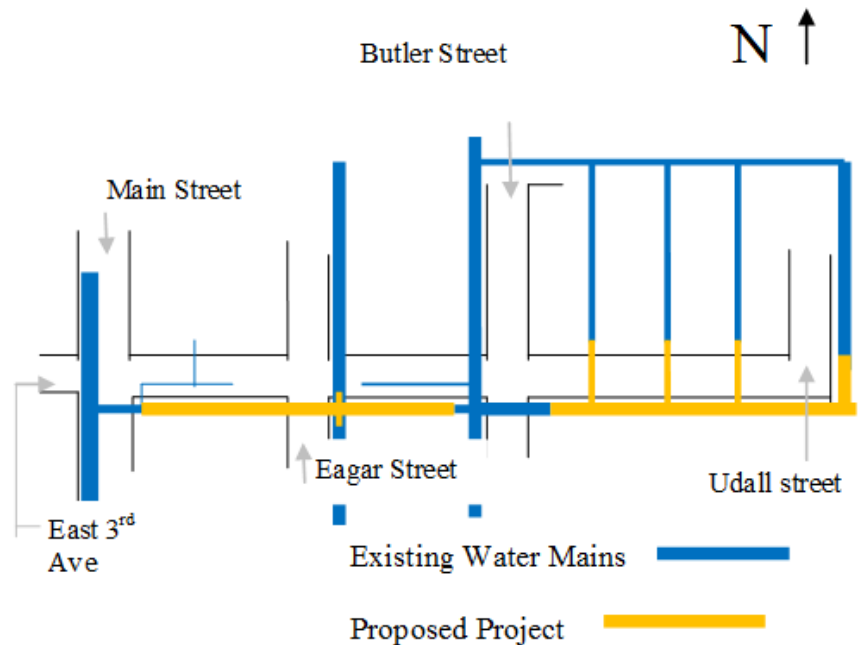 Butler Street
N
Main Street
Eagar Street
Udall street
East 3rd
Ave
Existing Water Mains
Proposed Project